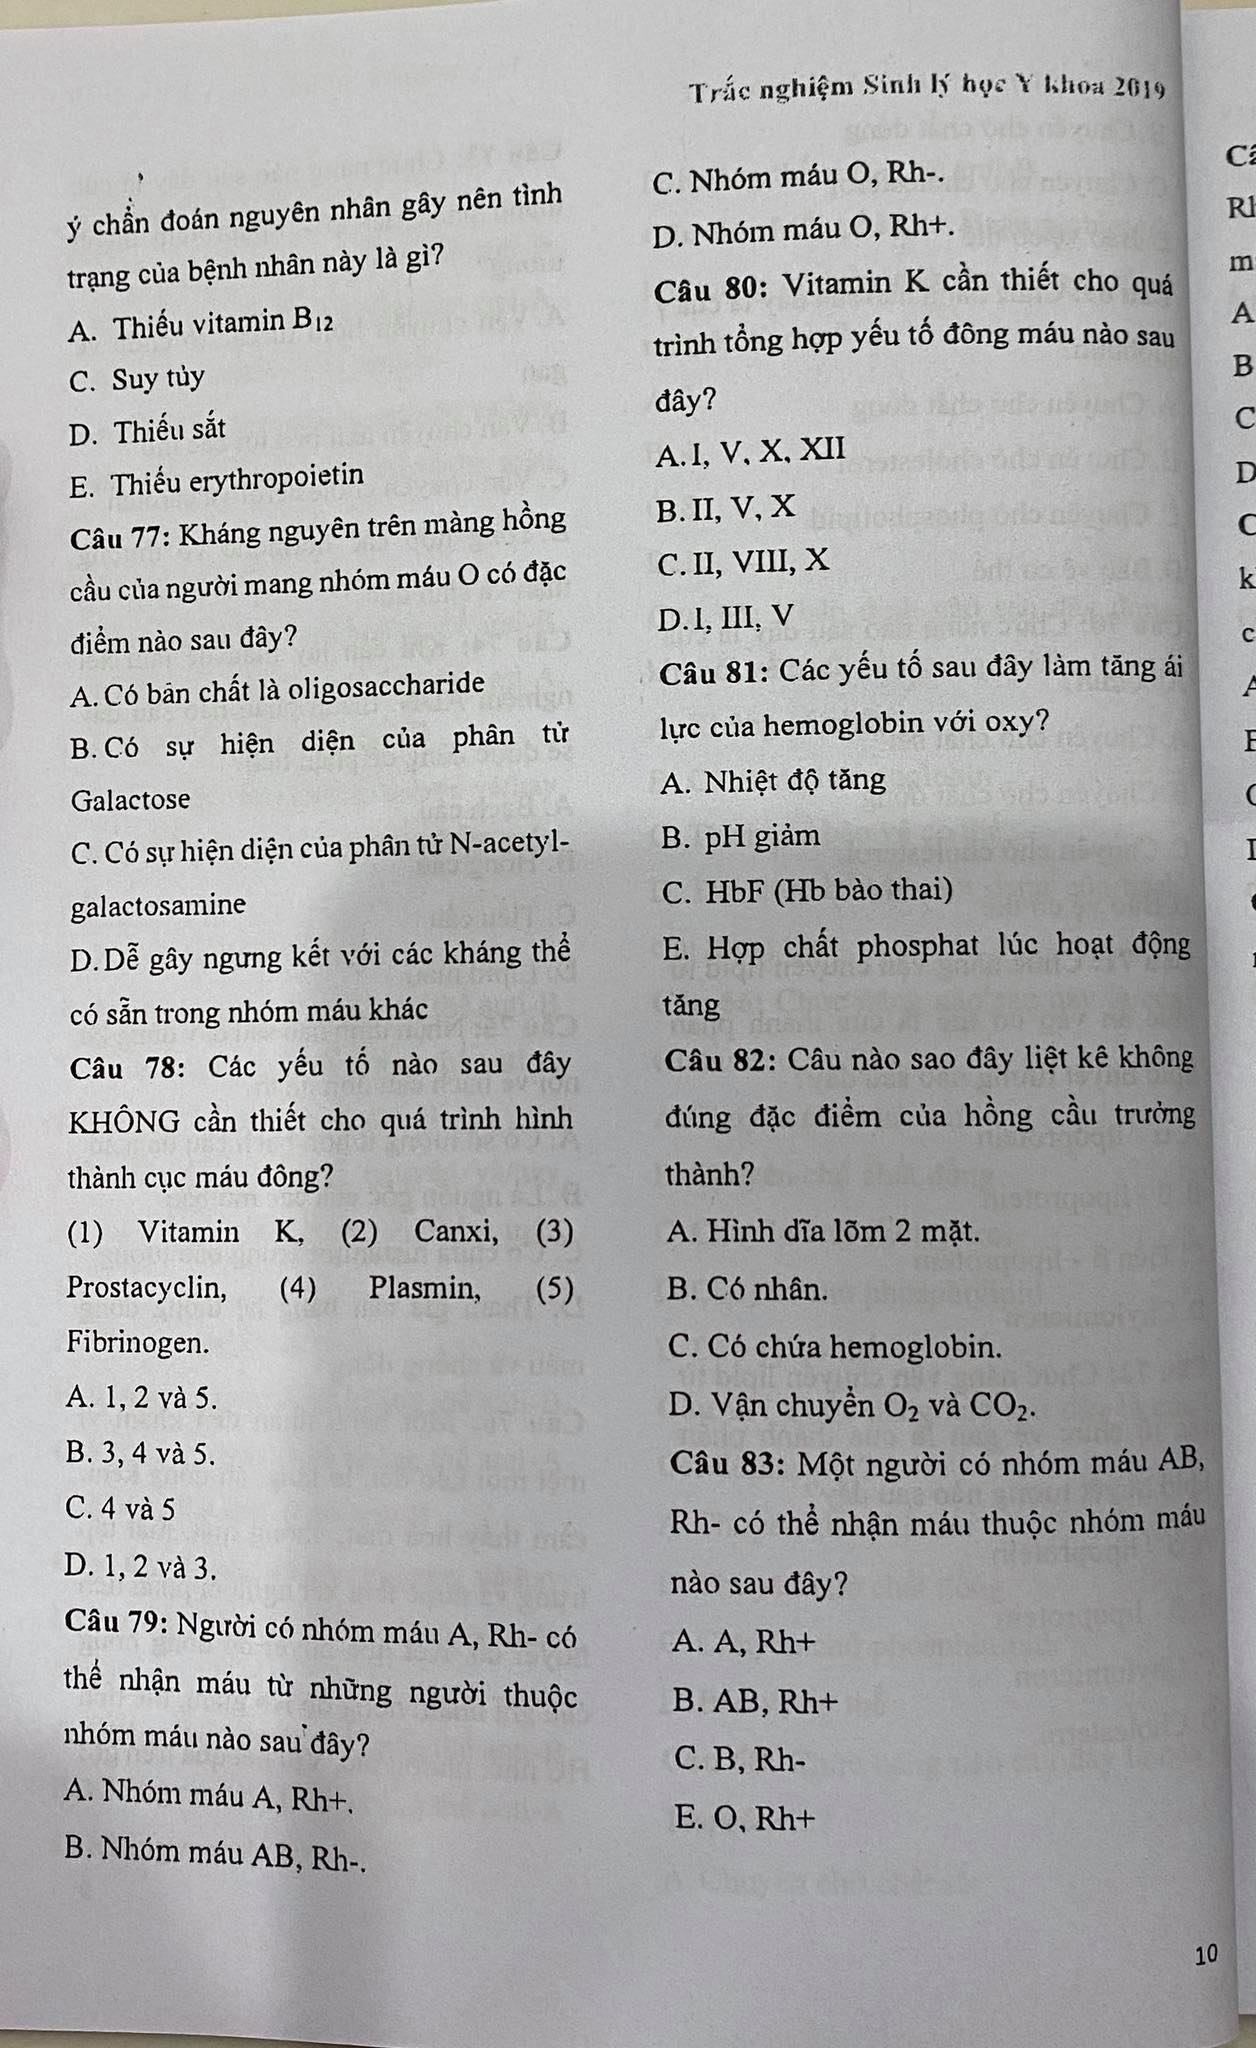 Trắc nghiệm Sinh lý học Y khoa 2019
ý chẩn đoán nguyên nhân gây nên tình
trạng của bệnh nhân này là gì?
A. Thiếu vitamin B₁₂
C. Suy tủy
D. Thiếu sắt
E. Thiếu erythropoietin
Câu 77: Kháng nguyên trên màng hồng
cầu của người mang nhóm máu O có đặc
điểm nào sau đây?
A. Có bản chất là oligosaccharide
B. Có sự hiện diện của phân tử
Galactose
C. Có sự hiện diện của phân tử N-acetyl-
galactosamine
D. Dễ gây ngưng kết với các kháng thể
có sẵn trong nhóm máu khác
Câu 78: Các yếu tố nào sau đây
KHÔNG cần thiết cho quá trình hình
thành cục máu đông?
(1) Vitamin K, (2) Canxi, (3)
Prostacyclin, (4) Plasmin, (5)
Fibrinogen.
A. 1, 2 và 5.
B. 3, 4 và 5.
C. 4 và 5
D. 1, 2 và 3.
Câu 79: Người có nhóm máu A, Rh- có
thể nhận máu từ những người thuộc
nhóm máu nào sau đây?
A. Nhóm máu A, Rh+.
B. Nhóm máu AB, Rh-.
C. Nhóm máu O, Rh-.
D. Nhóm máu O, Rh+.
Câu 80: Vitamin K cần thiết cho quá
trình tổng hợp yếu tố đông máu nào sau
đây?
A. I, V, X, XII
B. II, V, X
C. II, VIII, X
D. I, III, V
Câu 81: Các yếu tố sau đây làm tăng ái
lực của hemoglobin với oxy?
A. Nhiệt độ tăng
B. pH giảm
C. HbF (Hb bào thai)
E. Hợp chất phosphat lúc hoạt động
tăng
Câu 82: Câu nào sao đây liệt kê không
đúng đặc điểm của hồng cầu trưởng
thành?
A. Hình dĩa lõm 2 mặt.
B. Có nhân.
C. Có chứa hemoglobin.
D. Vận chuyển O₂ và CO₂.
Câu 83: Một người có nhóm máu AB,
Rh- có thể nhận máu thuộc nhóm máu
nào sau đây?
A. A, Rh+
B. AB, Rh+
C. B, Rh-
E. O, Rh+
10